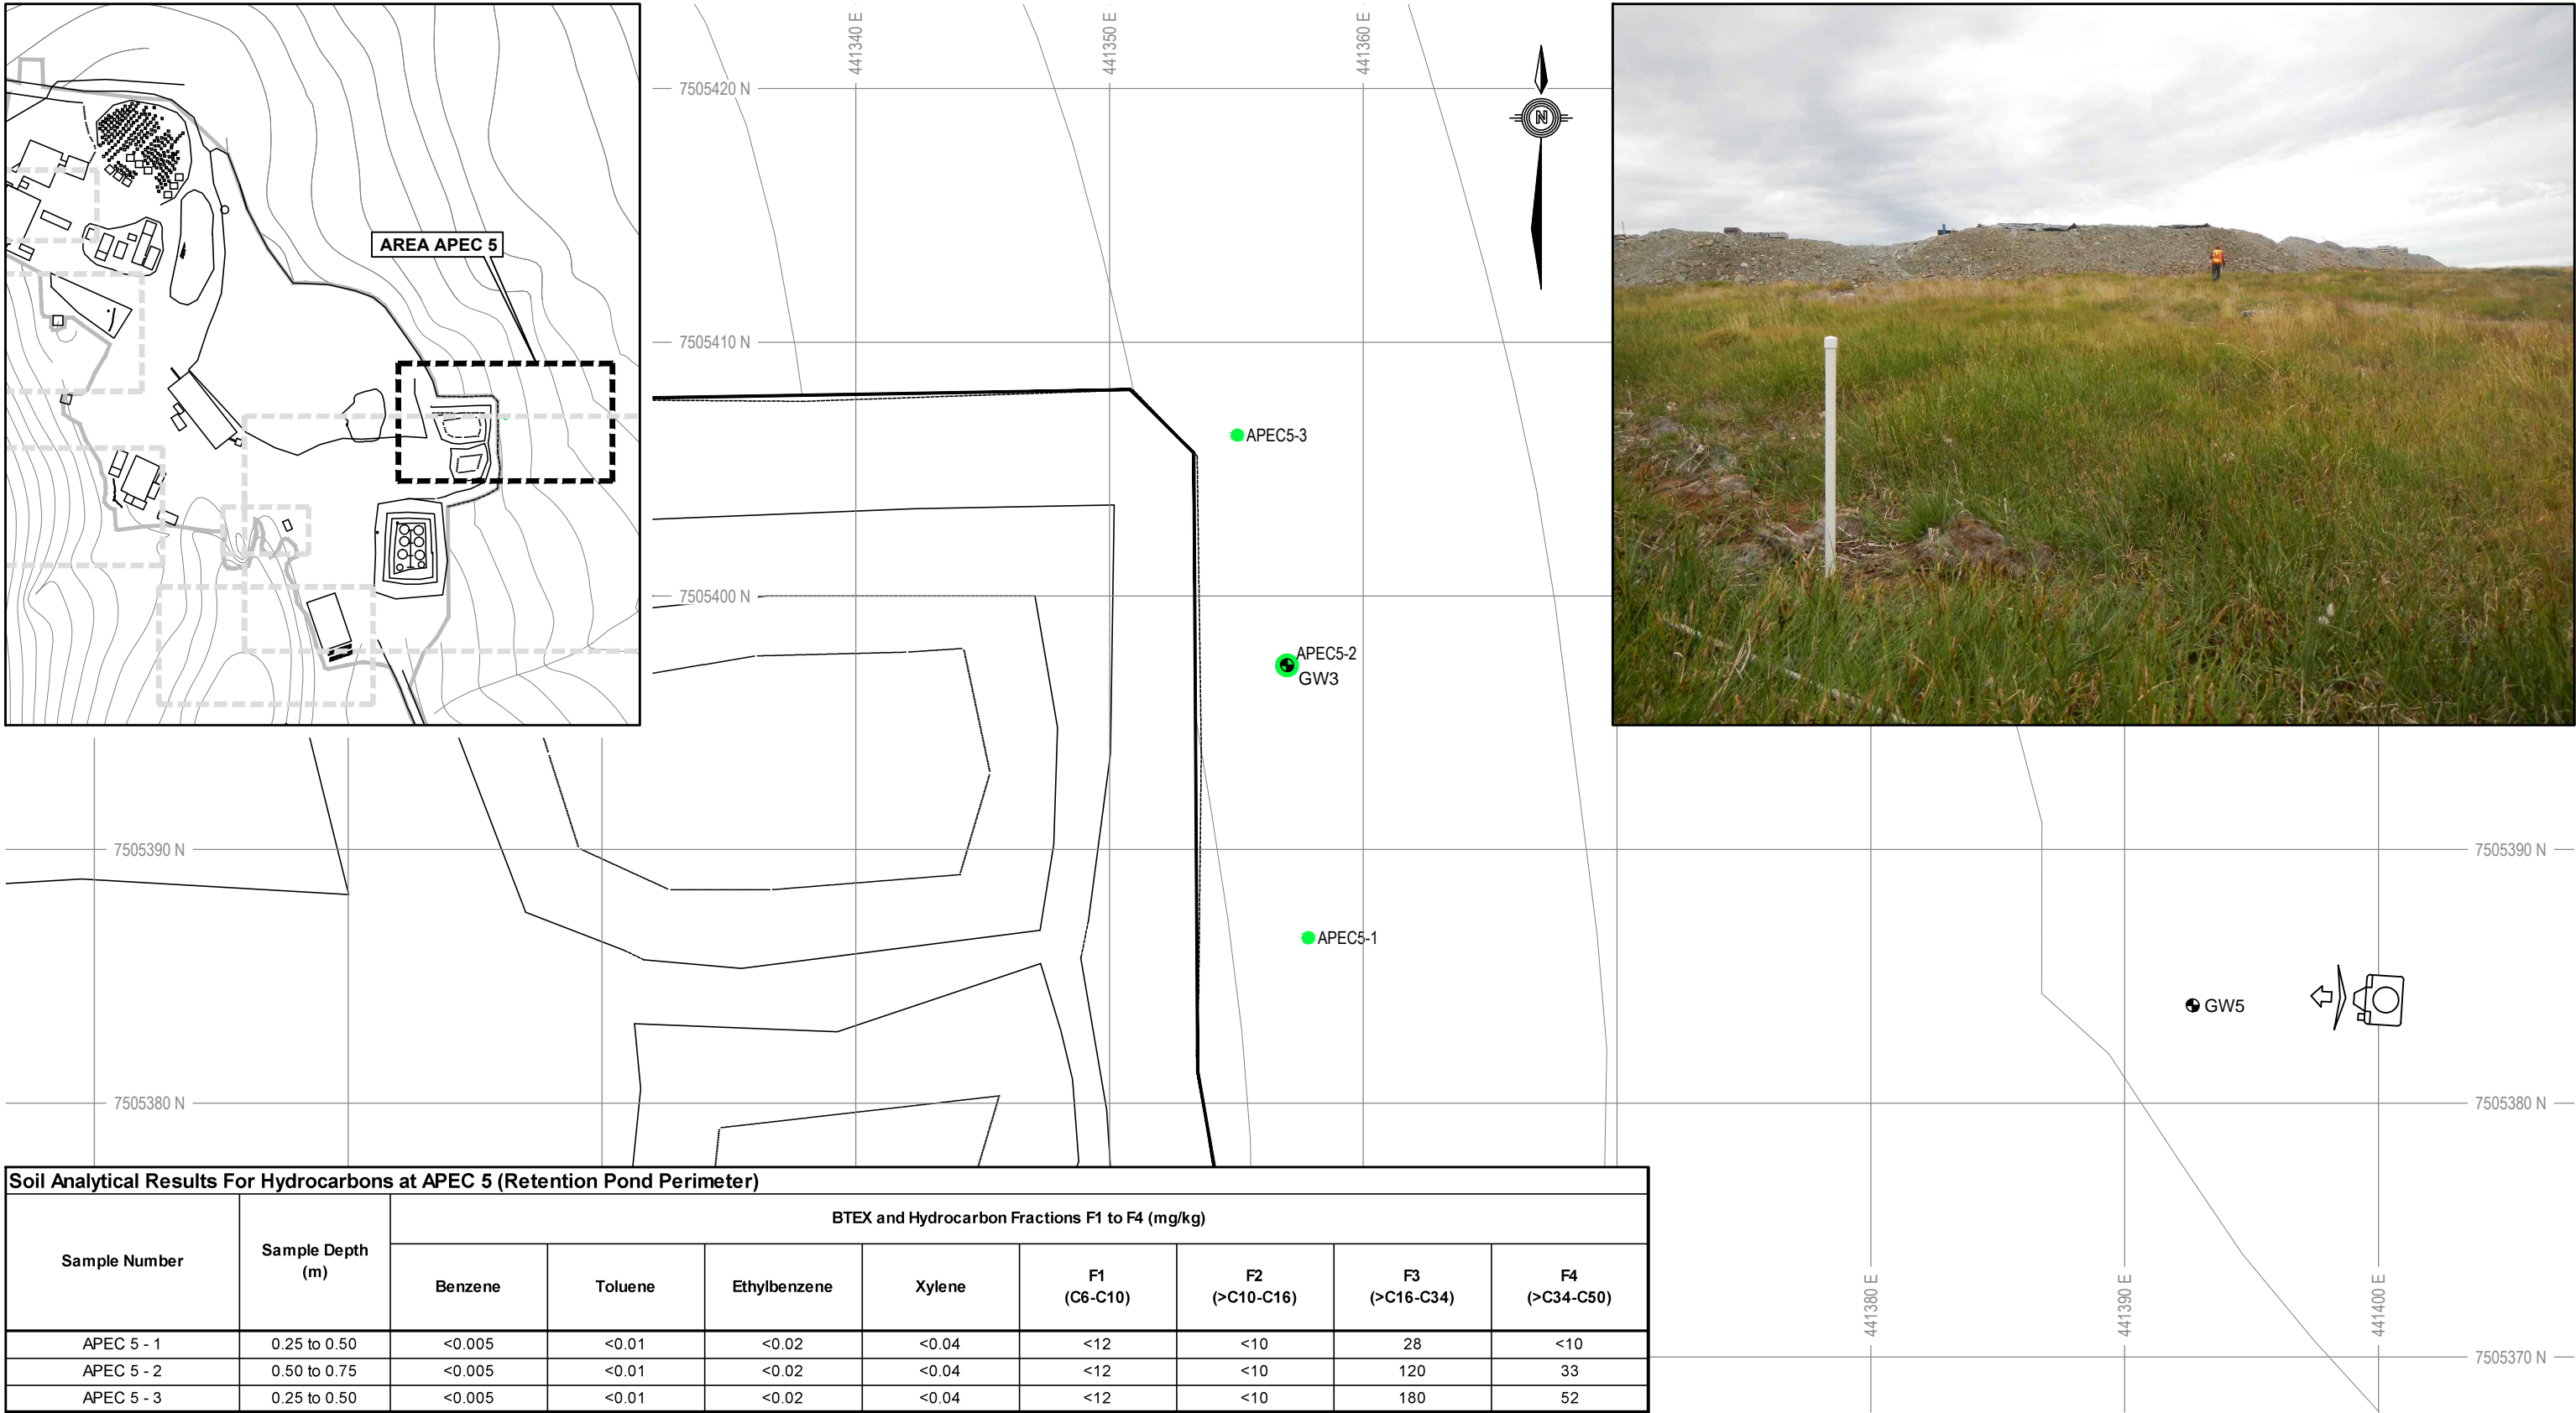 441340 E
441350 E
441360 E
7505420 N
N
AREA APEC 5
7505410 N
APEC5-3
7505400 N
APEC5-2
GW3
7505390 N
7505390 N
APEC5-1
GW5
7505380 N
7505380 N
441380 E
441390 E
441400 E
7505370 N
Soil Analytical Results For Hydrocarbons at APEC 5 (Retention Pond Perimeter)
Sample Number
Sample Depth
(m)
BTEX and Hydrocarbon Fractions F1 to F4 (mg/kg)
Benzene
Toluene
Ethylbenzene
Xylene
F1
(C6-C10)
F2
(>C10-C16)
F3
(>C16-C34)
F4
(>C34-C50)
APEC 5 - 1 0.25 to 0.50 <0.005 <0.01 <0.02 <0.04 <12 <10 28 <10
APEC 5 - 2 0.50 to 0.75 <0.005 <0.01 <0.02 <0.04 <12 <10 120 33
APEC 5 - 3 0.25 to 0.50 <0.005 <0.01 <0.02 <0.04 <12 <10 180 52